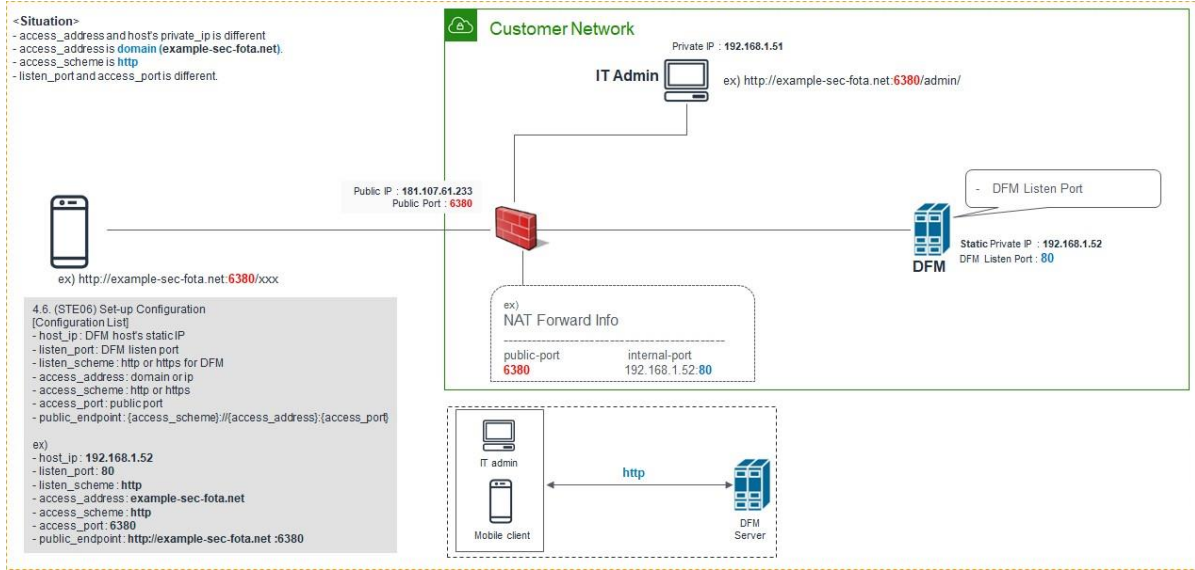 <Situation>
- access_address and host's private_ip is different
- access_address is domain (example-sec-fota.net).
- access_scheme is http
- listen_port and access_port is different.
Customer Network
Private IP : 192.168.1.51
IT Admin
ex) http://example-sec-fota.net:6380/admin/
Public IP : 181.107.61.233
Public Port : 6380
- DFM Listen Port
Static Private IP : 192.168.1.52
DFM Listen Port : 80
DFM
ex) http://example-sec-fota.net:6380/xxx
ex)
NAT Forward Info
public-port internal-port
6380 192.168.1.52:80
4.6. (STE06) Set-up Configuration
[Configuration List]
- host_ip : DFM host's static IP
- listen_port : DFM listen port
- listen_scheme : http or https for DFM
- access_address : domain or ip
- access_scheme : http or https
- access_port : public port
- public_endpoint : {access_scheme}://{access_address}:{access_port}
ex)
- host_ip : 192.168.1.52
- listen_port : 80
- listen_scheme : http
- access_address : example-sec-fota.net
- access_scheme : http
- access_port : 6380
- public_endpoint : http://example-sec-fota.net :6380
IT admin
http
Mobile client
DFM
Server